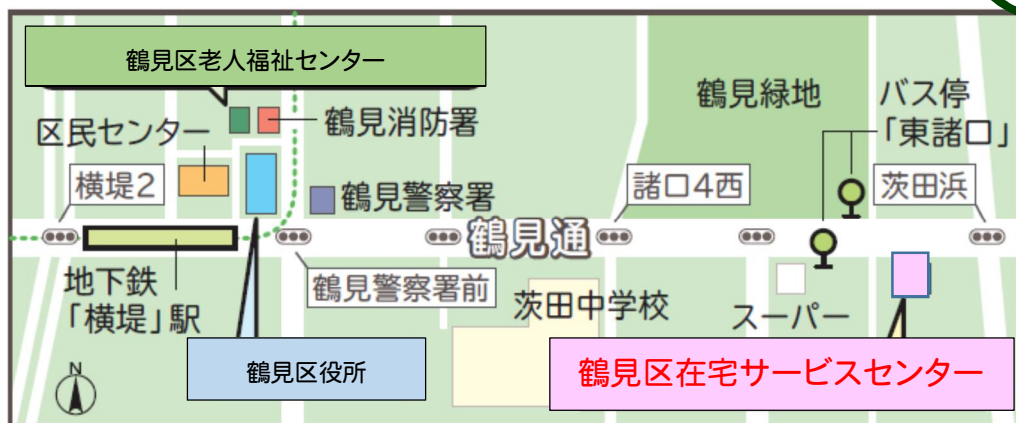 鶴見区老人福祉センター
鶴見緑地
バス停
「東諸口」
区民センター
鶴見消防署
横堤2
鶴見警察署
諸口4西
茨田浜
鶴見通
地下鉄
「横堤」駅
鶴見警察署前
茨田中学校
スーパー
鶴見区役所
鶴見区在宅サービスセンター
N